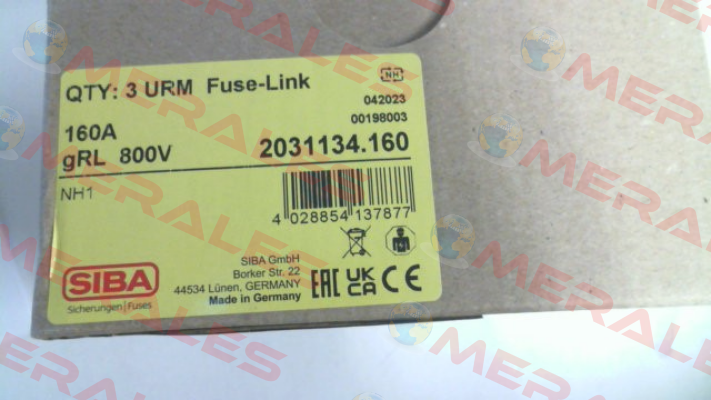 QTY: 3 URM Fuse-Link
NH
042023
00198003
160A
gRL 800V
2031134.160
NH1
4 028854 137877
SIBA GmbH
Borker Str. 22
44534 Lünen, GERMANY
Made in Germany
SIBA
Sicherungen | Fuses
EAC
UK
CA
CE
MERALES
MERALES
MERALES
MERALES
MERALES